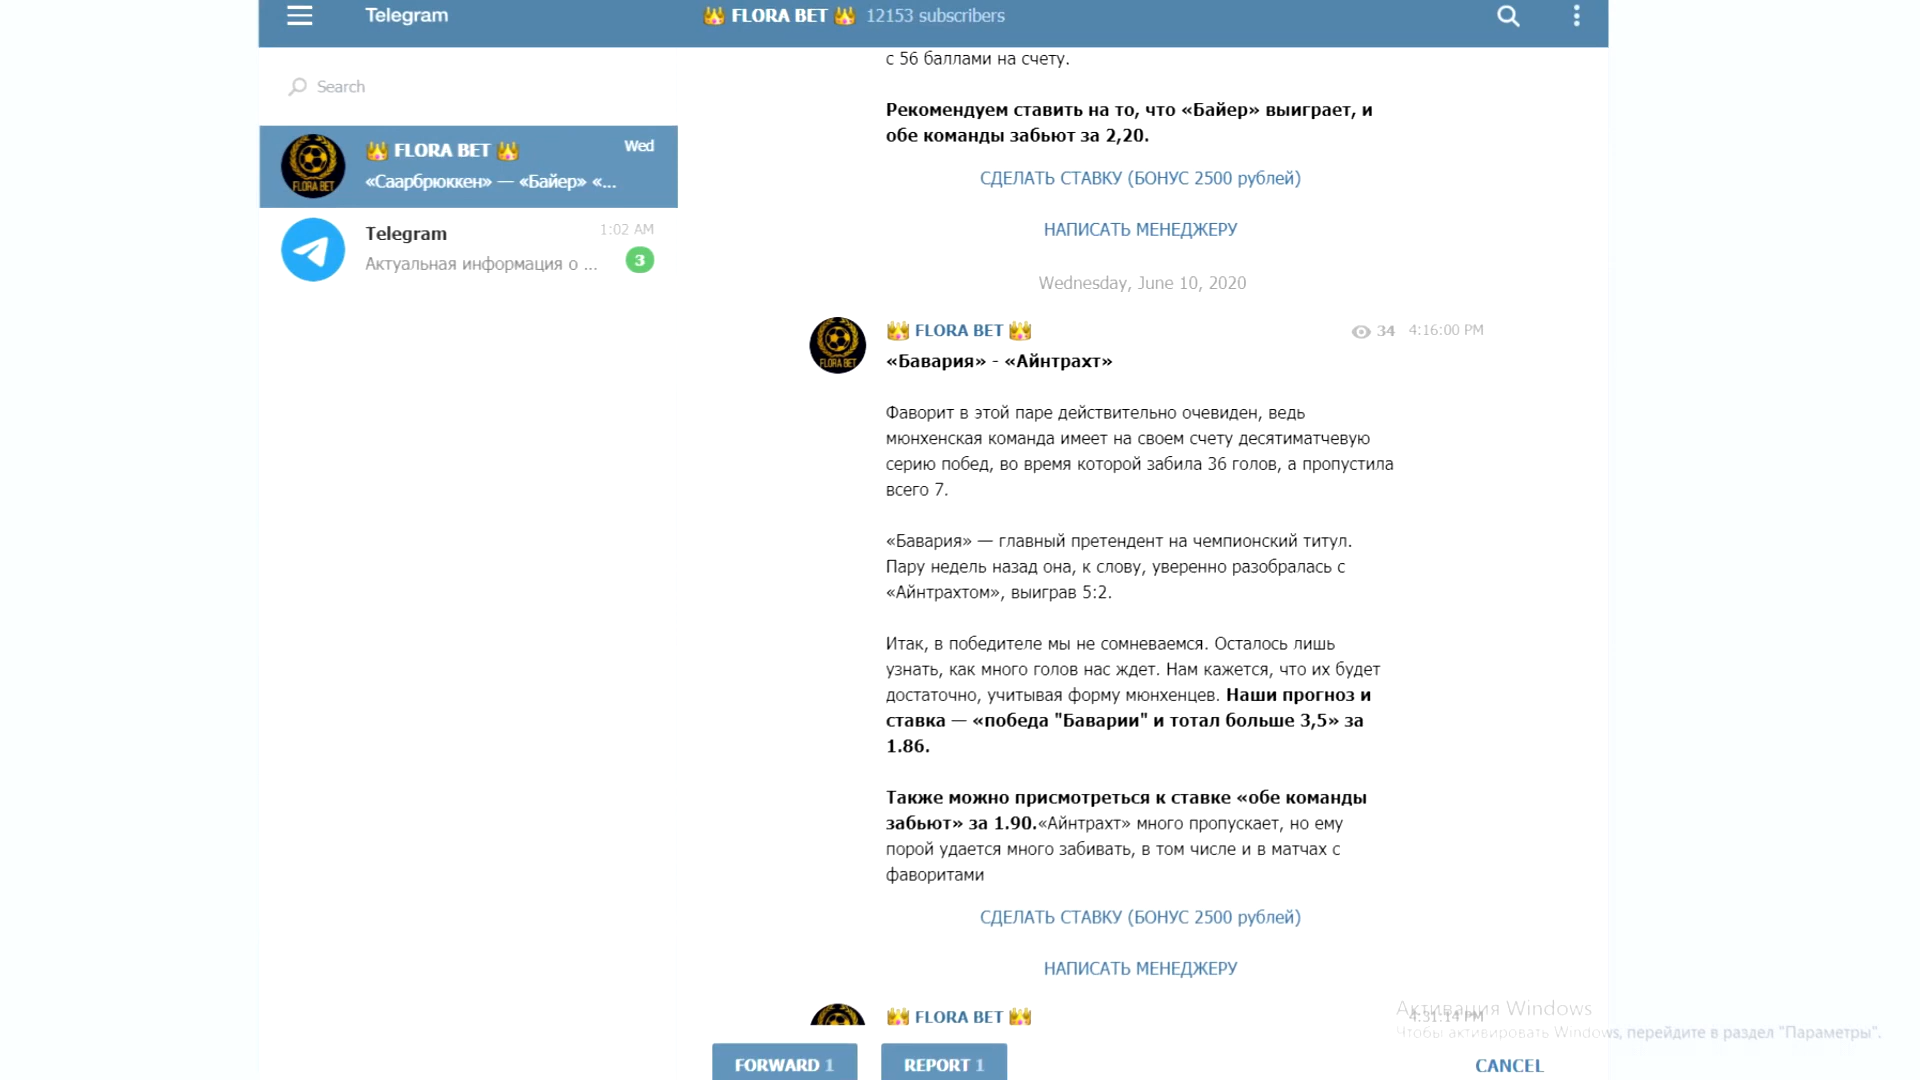 Telegram
👑 FLORA BET 👑 12153 subscribers
Search
👑 FLORA BET 👑 Wed
«Саарбрюккен» — «Байер» «...
Telegram 1:02 AM
Актуальная информация о ... 3
с 56 баллами на счету.
Рекомендуем ставить на то, что «Байер» выиграет, и
обе команды забьют за 2,20.
СДЕЛАТЬ СТАВКУ (БОНУС 2500 рублей)
НАПИСАТЬ МЕНЕДЖЕРУ
Wednesday, June 10, 2020
FLORA BET
👑 FLORA BET 👑 34 4:16:00 PM
«Бавария» - «Айнтрахт»
Фаворит в этой паре действительно очевиден, ведь
мюнхенская команда имеет на своем счету десятиматчевую
серию побед, во время которой забила 36 голов, а пропустила
всего 7.
«Бавария» — главный претендент на чемпионский титул.
Пару недель назад она, к слову, уверенно разобралась с
«Айнтрахтом», выиграв 5:2.
Итак, в победителе мы не сомневаемся. Осталось лишь
узнать, как много голов нас ждет. Нам кажется, что их будет
достаточно, учитывая форму мюнхенцев. Наши прогноз и
ставка — «победа "Баварии" и тотал больше 3,5» за
1.86.
Также можно присмотреться к ставке «обе команды
забьют» за 1.90.«Айнтрахт» много пропускает, но ему
порой удается много забивать, в том числе и в матчах с
фаворитами
СДЕЛАТЬ СТАВКУ (БОНУС 2500 рублей)
НАПИСАТЬ МЕНЕДЖЕРУ
👑 FLORA BET 👑 4:31:14 PM
Активация Windows
Чтобы активировать Windows, перейдите в раздел "Параметры".
FORWARD 1 REPORT 1 CANCEL